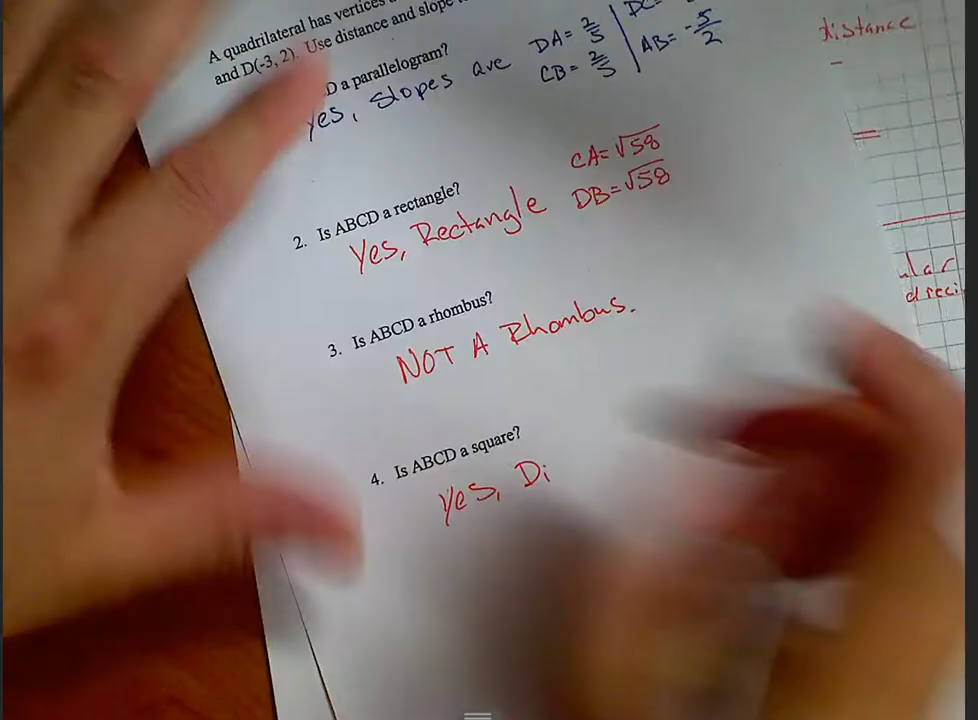 A quadrilateral has vertices
and D(-3, 2). Use distance and slope
D a parallelogram?
Yes, Slopes are
DA = 2/5
CB = 2/5
DC =
AB = -5/2
distance
2. Is ABCD a rectangle?
Yes, Rectangle
CA = √58
DB = √58
3. Is ABCD a rhombus?
NOT A Rhombus.
4. Is ABCD a square?
Yes, Di